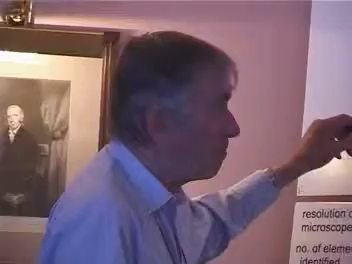 resolution o
microscope
no. of eleme
identified